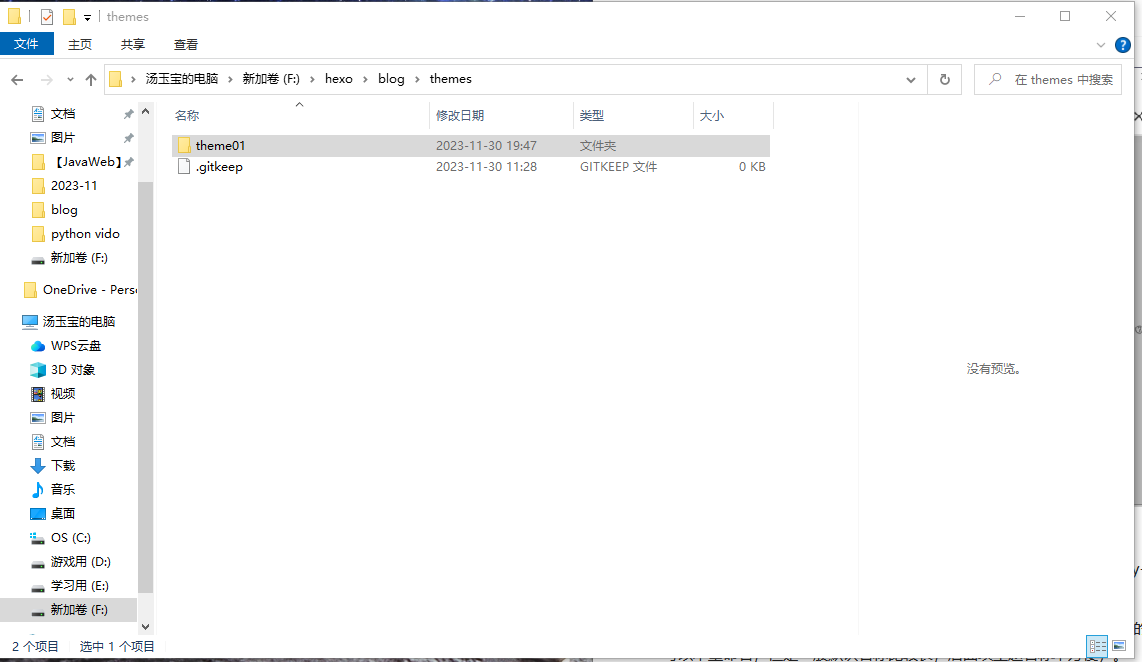 themes
文件 主页 共享 查看
汤玉宝的电脑 新加卷 (F:) hexo blog themes
在 themes 中搜索
名称 修改日期 类型 大小
theme01 2023-11-30 19:47 文件夹
.gitkeep 2023-11-30 11:28 GITKEEP 文件 0 KB
文档
图片
【JavaWeb】
2023-11
blog
python vido
新加卷 (F:)
OneDrive - Pers
汤玉宝的电脑
WPS云盘
3D 对象
视频
图片
文档
下载
音乐
桌面
OS (C:)
游戏用 (D:)
学习用 (E:)
新加卷 (F:)
没有预览。
2 个项目 选中 1 个项目